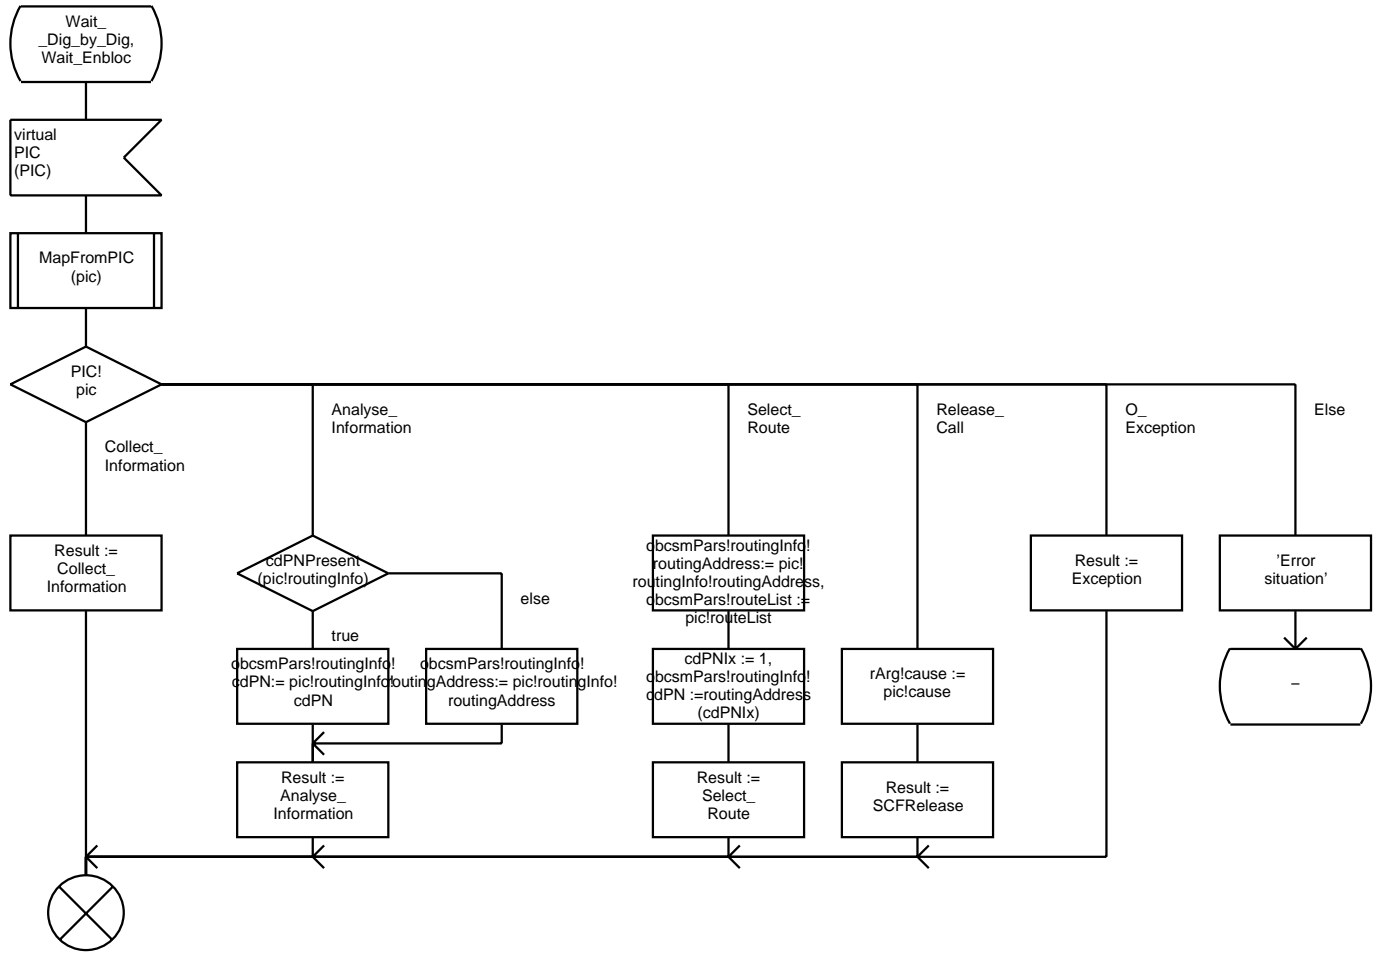 Wait_
_Dig_by_Dig,
Wait_Enbloc
virtual
PIC
(PIC)
MapFromPIC
(pic)
PIC!
pic
Collect_
Information
Analyse_
Information
Select_
Route
Release_
Call
O_
Exception
Else
Result :=
Collect_
Information
cdPNPresent
(pic!routingInfo)
else
true
obcsmPars!routingInfo!
cdPN:= pic!routingInfo!
cdPN
obcsmPars!routingInfo!
routingAddress:= pic!routingInfo!
routingAddress
Result :=
Analyse_
Information
obcsmPars!routingInfo!
routingAddress:= pic!
routingInfo!routingAddress,
obcsmPars!routeList :=
pic!routeList
cdPNIx := 1,
obcsmPars!routingInfo!
cdPN :=routingAddress
(cdPNIx)
Result :=
Select_
Route
rArg!cause :=
pic!cause
Result :=
SCFRelease
Result :=
Exception
'Error
situation'
–